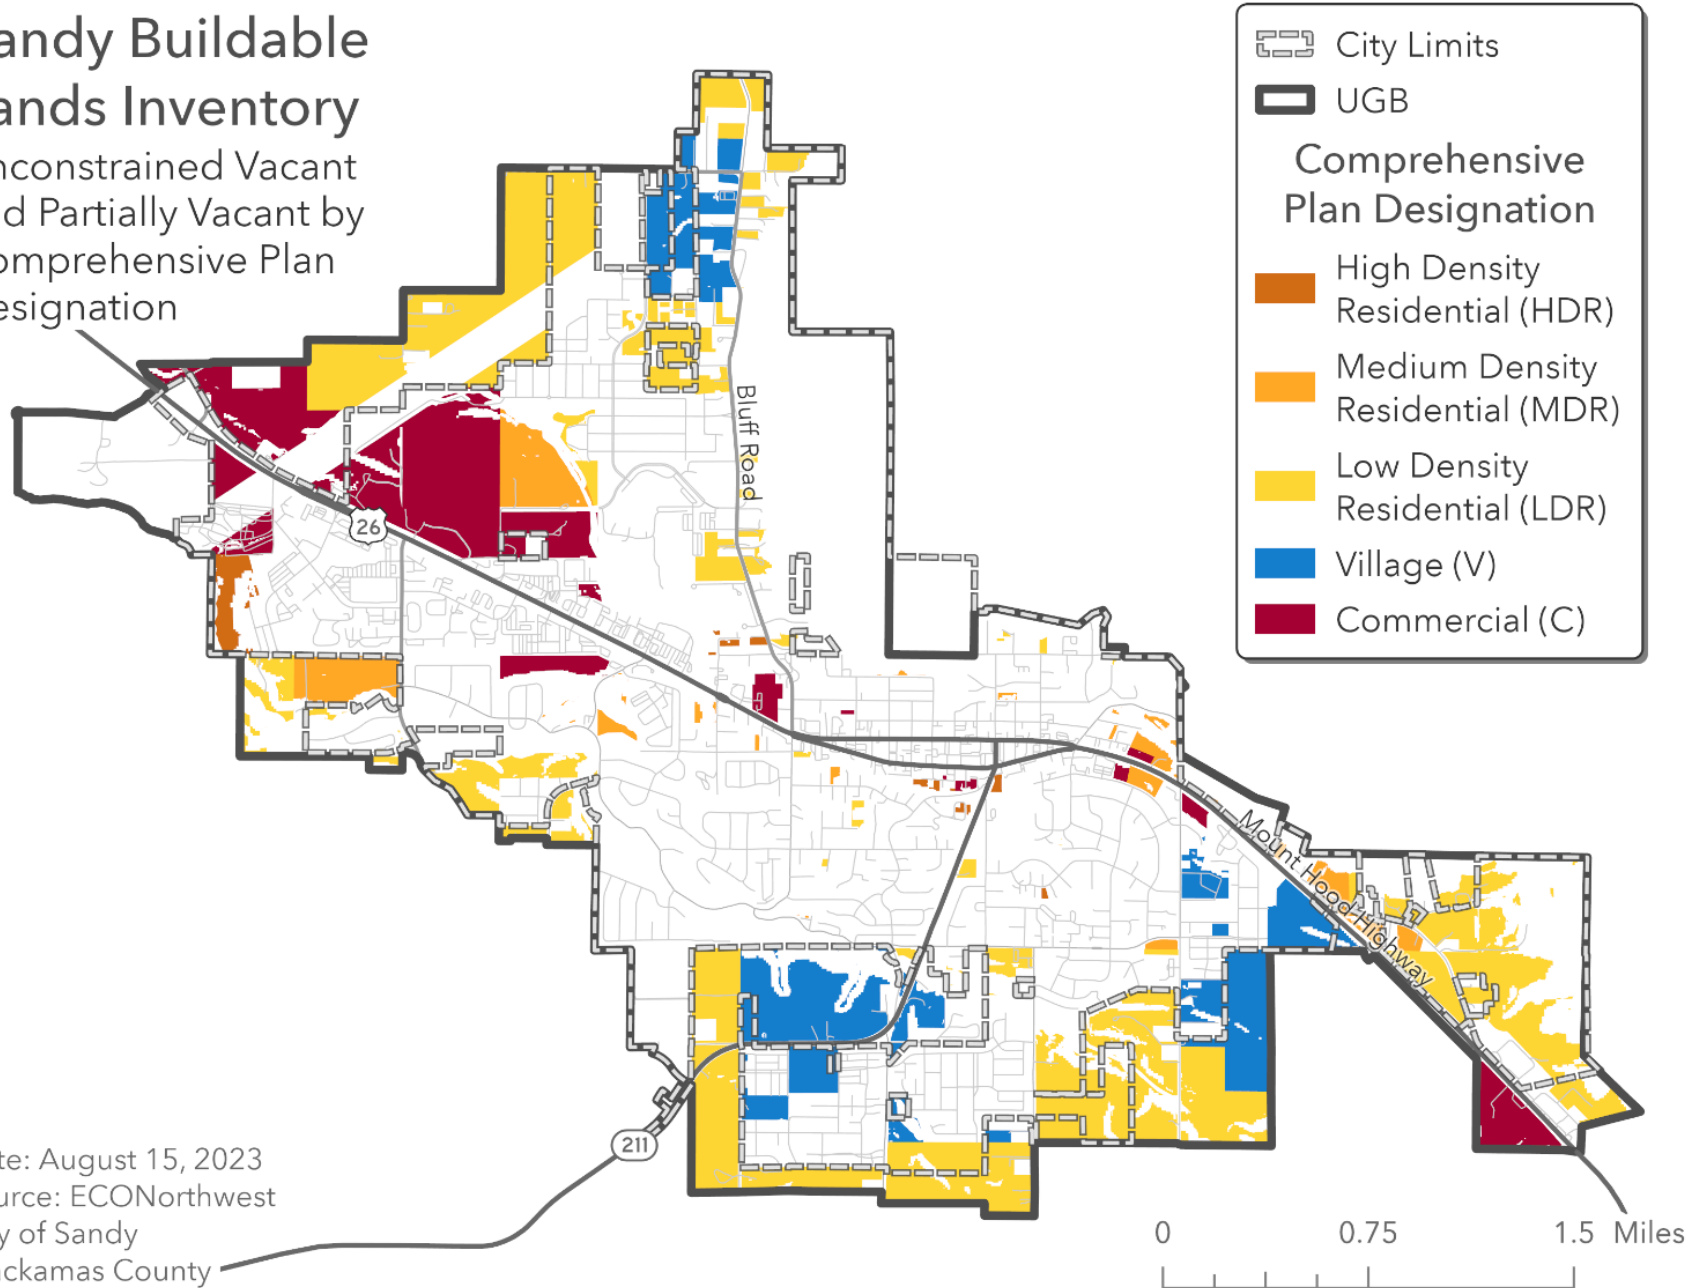 andy Buildable
ands Inventory
nconstrained Vacant
d Partially Vacant by
omprehensive Plan
esignation
City Limits
UGB
Comprehensive
Plan Designation
High Density
Residential (HDR)
Medium Density
Residential (MDR)
Low Density
Residential (LDR)
Village (V)
Commercial (C)
Bluff Road
26
Mount Hood Highway
211
te: August 15, 2023
urce: ECONorthwest
y of Sandy
ackamas County
0 0.75 1.5 Miles